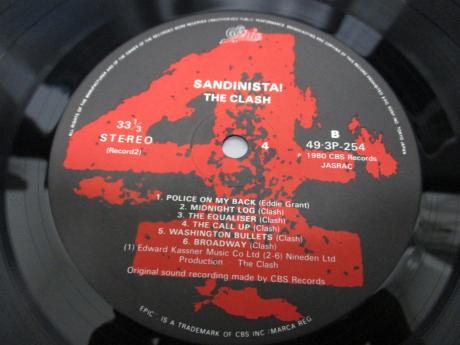 Epic
SANDINISTA!
THE CLASH
33 1/3
STEREO
(Record2)
4
B
49·3P-254
℗ 1980 CBS Records
JASRAC
1. POLICE ON MY BACK (Eddie Grant)
2. MIDNIGHT LOG (Clash)
3. THE EQUALISER (Clash)
4. THE CALL UP (Clash)
5. WASHINGTON BULLETS (Clash)
6. BROADWAY (Clash)
(1) Edward Kassner Music Co Ltd (2-6) Nineden Ltd
Production · The Clash
Original sound recording made by CBS Records
EPIC · IS A TRADEMARK OF CBS INC. /MARCA REG